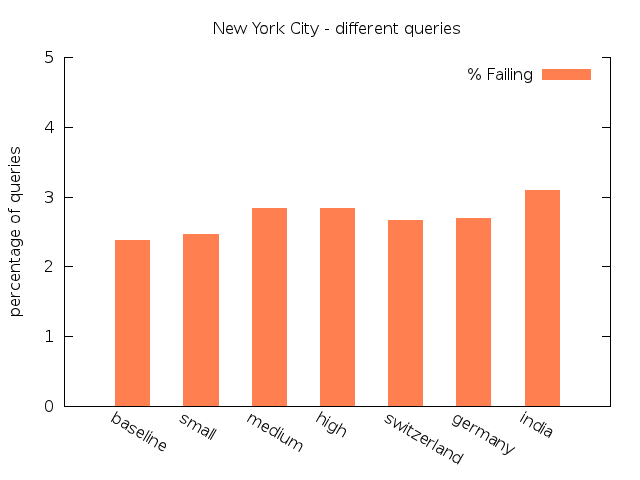 New York City - different queries
% Failing
percentage of queries
5
4
3
2
1
0
baseline
small
medium
high
switzerland
germany
india